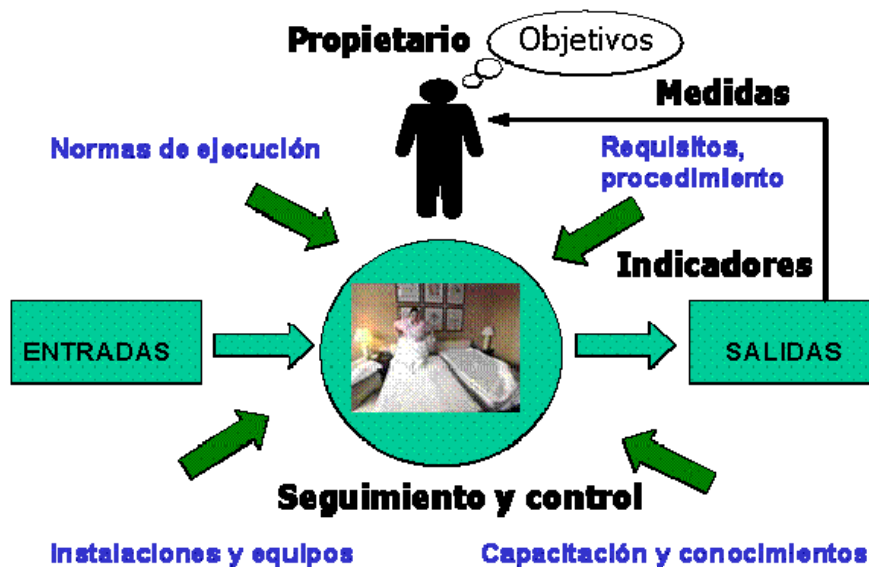 Propietario
Objetivos
Medidas
Normas de ejecución
Requisitos,
procedimiento
Indicadores
ENTRADAS
SALIDAS
Seguimiento y control
Instalaciones y equipos
Capacitación y conocimientos